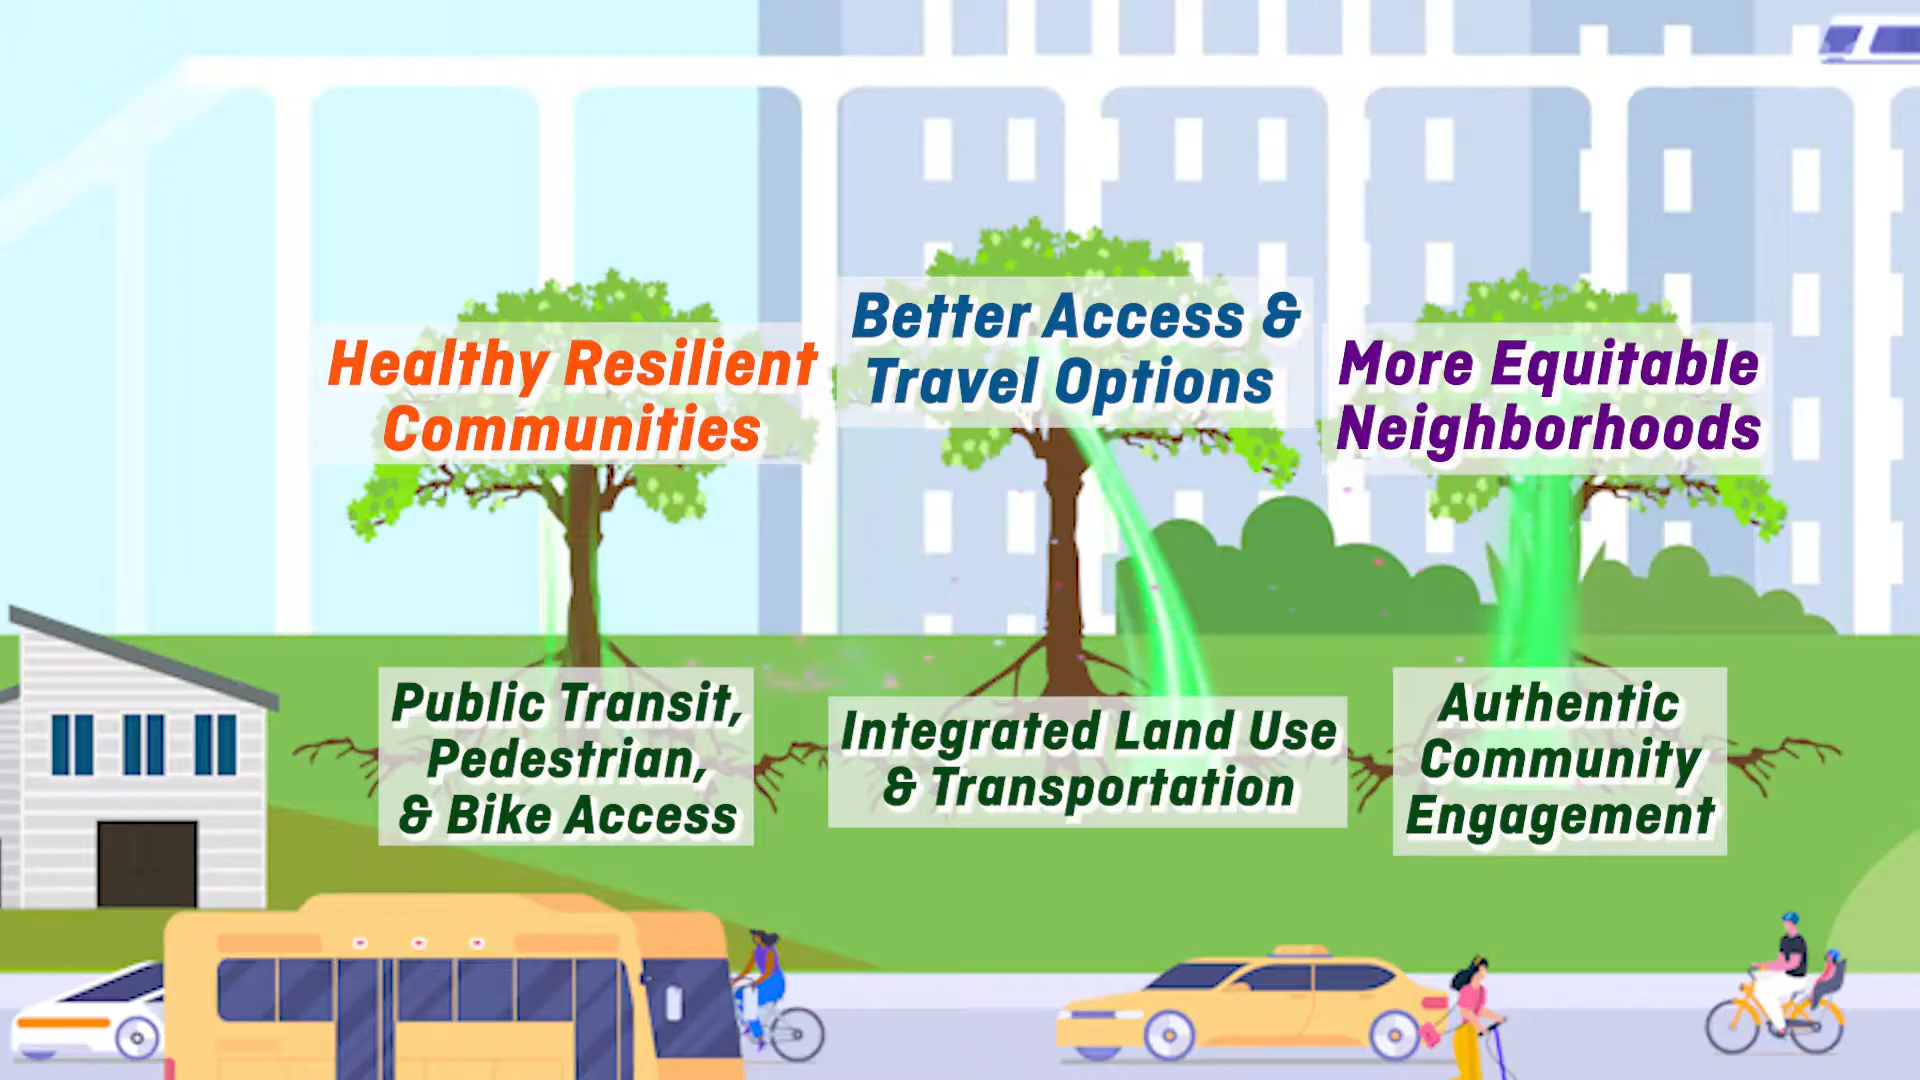 Healthy Resilient
Communities
Better Access &
Travel Options
More Equitable
Neighborhoods
Public Transit,
Pedestrian,
& Bike Access
Integrated Land Use
& Transportation
Authentic
Community
Engagement